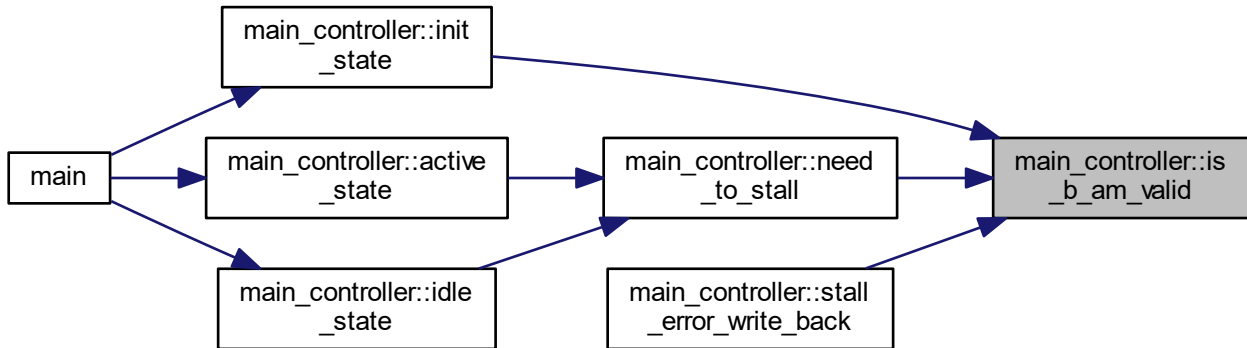 main_controller::init
_state
main
main_controller::active
_state
main_controller::need
_to_stall
main_controller::is
_b_am_valid
main_controller::idle
_state
main_controller::stall
_error_write_back